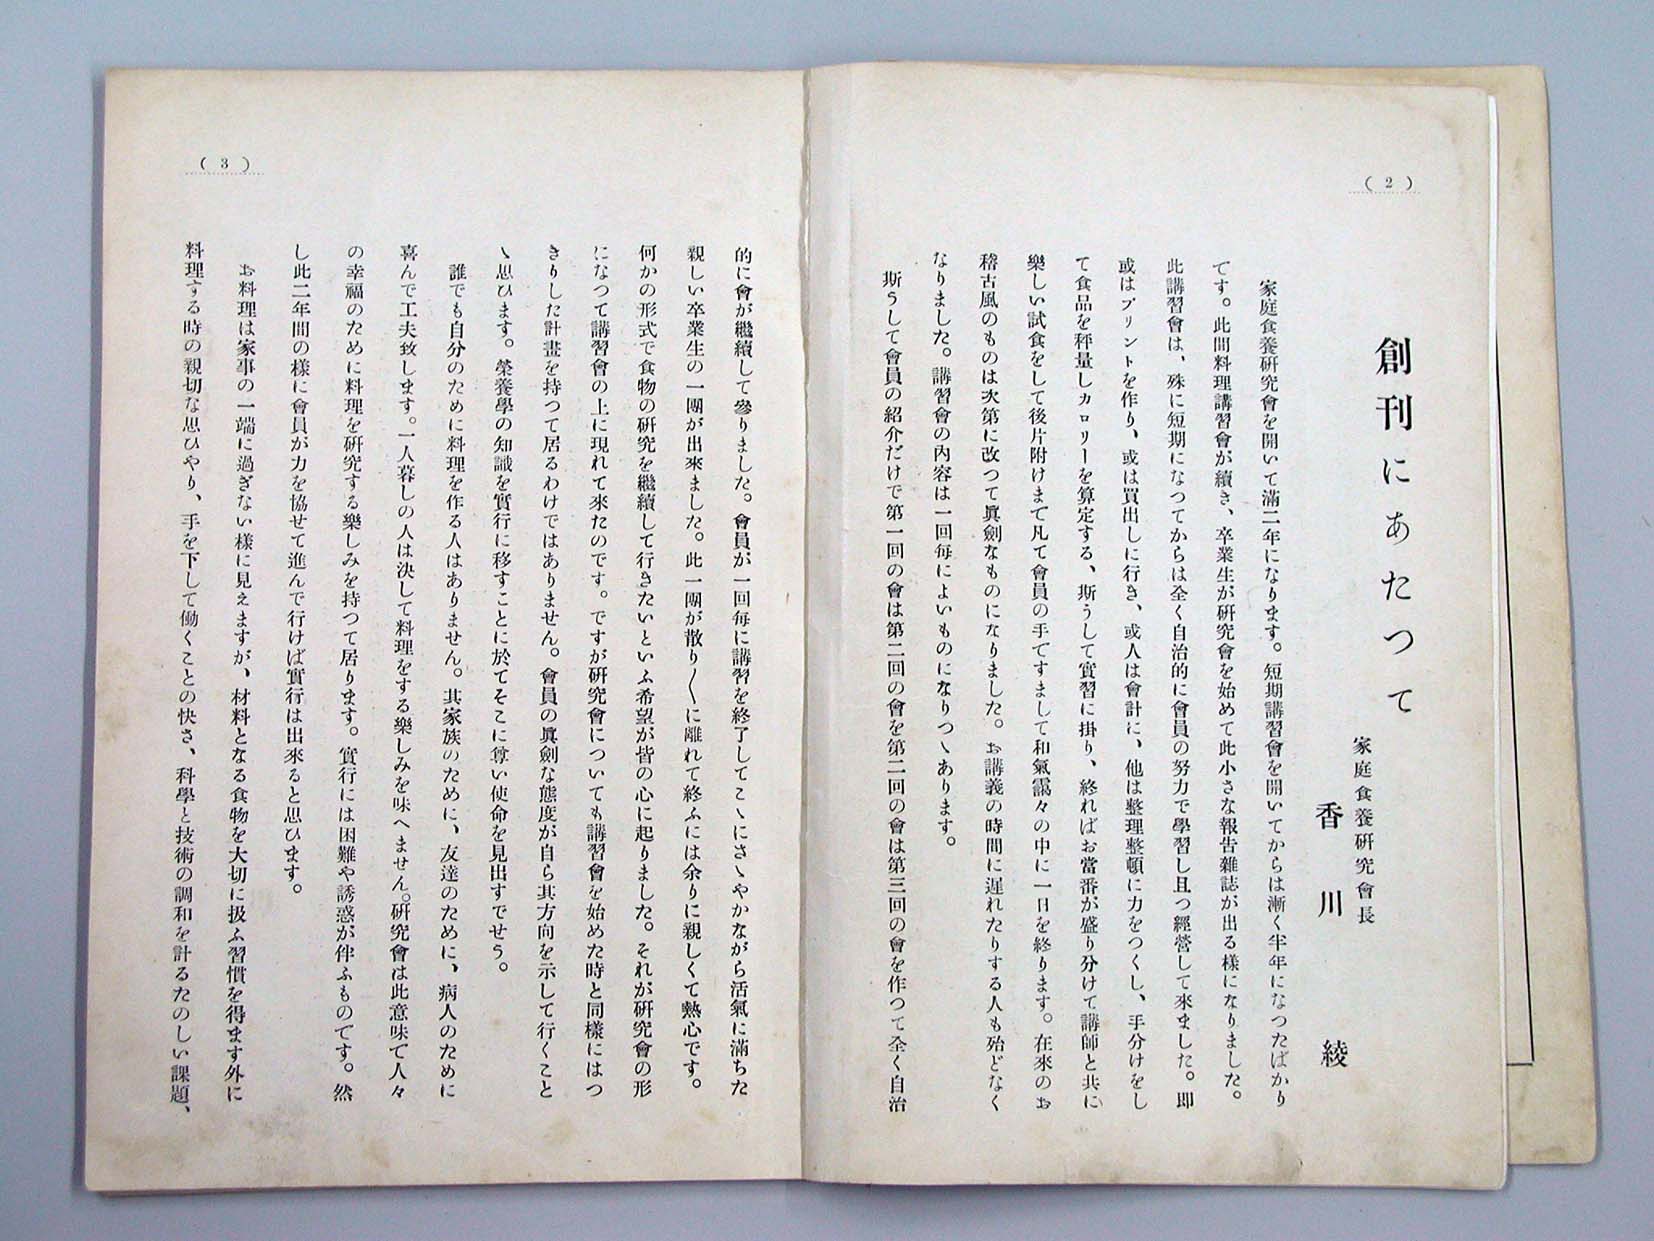 ( 2 )
創刊にあたつて
家庭食養研究會長
香川　綾
家庭食養研究會を開いて滿二年になります。短期講習會を開いてからは漸く半年になつたばかり
です。此間料理講習會が續き、卒業生が研究會を始めて此小さな報告雜誌が出る樣になりました。
此講習會は、殊に短期になつてからは全く自治的に會員の努力で學習し且つ經營して來ました。即
或はプリントを作り、或は買出しに行き、或人は會計に、他は整理整頓に力をつくし、手分けをし
て食品を秤量しカロリーを算定する、斯うして實習に掛り、終ればお當番が盛り分けて講師と共に
樂しい試食をして後片附けまで凡て會員の手ですまして和氣靄々の中に一日を終ります。在來のお
稽古風のものは次第に改つて眞劍なものになりました。お講義の時間に遲れたりする人も殆どなく
なりました。講習會の內容は一回每によいものになりつゝあります。
斯うして會員の紹介だけで第一回の會は第二回の會を第二回の會は第三回の會を作つて全く自治
( 3 )
的に會が繼續して參りました。會員が一回每に講習を終了してこゝにさゝやかながら活氣に滿ちた
親しい卒業生の一團が出來ました。此一團が散り〱に離れて終ふには余りに親しくて熱心です。
何かの形式で食物の研究を繼續して行きたいといふ希望が皆の心に起りました。それが研究會の形
になつて講習會の上に現れて來たのです。ですが研究會についても講習會を始めた時と同樣にはつ
きりした計畫を持つて居るわけではありません。會員の眞劍な態度が自ら其方向を示して行くこと
ゝ思ひます。榮養學の知識を實行に移すことに於てそこに尊い使命を見出すでせう。
誰でも自分のために料理を作る人はありません。其家族のために、友達のために、病人のために
喜んで工夫致します。一人暮しの人は決して料理をする樂しみを味へません。研究會は此意味で人々
の幸福のために料理を硏究する樂しみを持つて居ります。實行には困難や誘惑が伴ふものです。然
し此二年間の樣に會員が力を協せて進んで行けば實行は出來ると思ひます。
お料理は家事の一端に過ぎない樣に見えますが、材料となる食物を大切に扱ふ習慣を得ます外に
料理する時の親切な思ひやり、手を下して働くことの快さ、科學と技術の調和を計るたのしい課題、